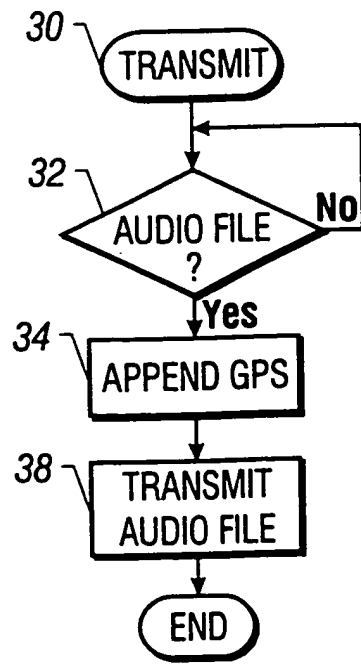 30
TRANSMIT
32
AUDIO FILE
?
No
Yes
34
APPEND GPS
38
TRANSMIT
AUDIO FILE
END